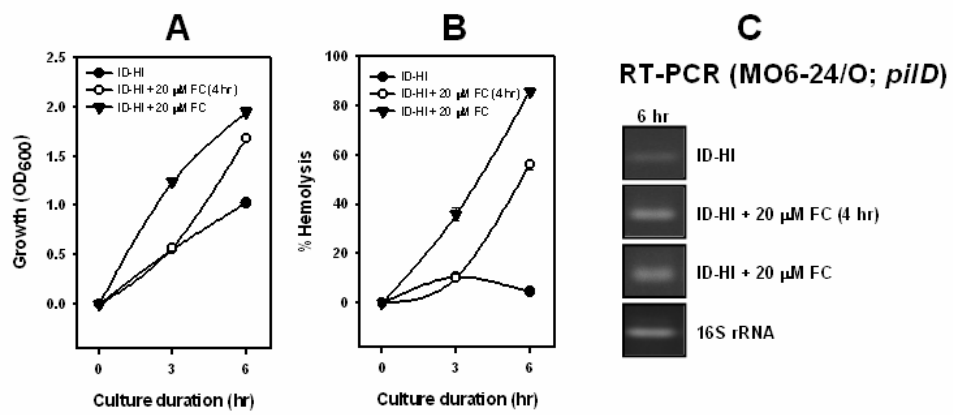 A
Growth (OD600)
2.5
2.0
1.5
1.0
0.5
0.0
ID-HI
ID-HI + 20 μM FC (4 hr)
ID-HI + 20 μM FC
0 3 6
Culture duration (hr)
B
% Hemolysis
100
80
60
40
20
0
ID-HI
ID-HI + 20 μM FC (4 hr)
ID-HI + 20 μM FC
0 3 6
Culture duration (hr)
C
RT-PCR (MO6-24/O; pilD)
6 hr
ID-HI
ID-HI + 20 μM FC (4 hr)
ID-HI + 20 μM FC
16S rRNA